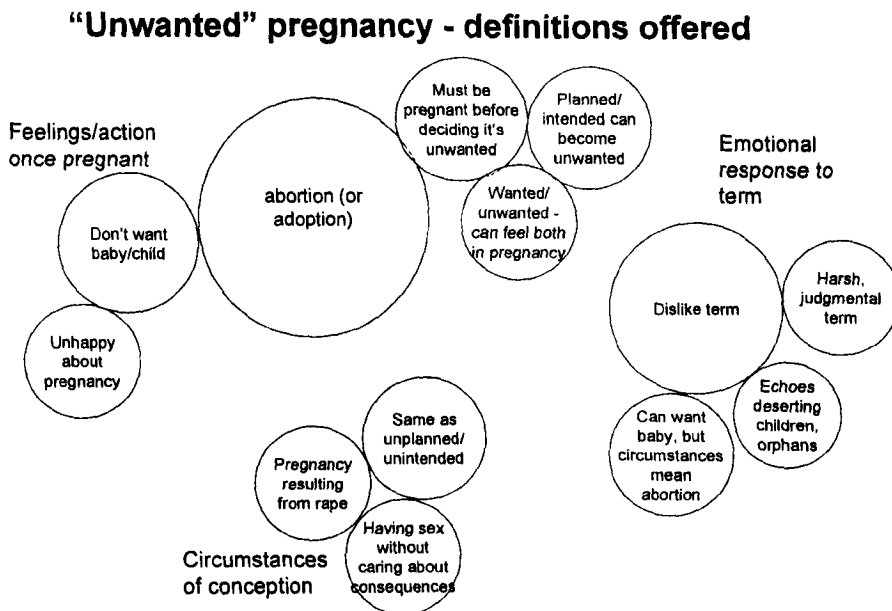 “Unwanted” pregnancy - definitions offered
Feelings/action
once pregnant
abortion (or
adoption)
Don't want
baby/child
Unhappy
about
pregnancy
Must be
pregnant before
deciding it's
unwanted
Planned/
intended can
become
unwanted
Wanted/
unwanted -
can feel both
in pregnancy
Emotional
response to
term
Dislike term
Harsh,
judgmental
term
Echoes
deserting
children,
orphans
Can want
baby, but
circumstances
mean
abortion
Same as
unplanned/
unintended
Pregnancy
resulting
from rape
Having sex
without
caring about
consequences
Circumstances
of conception